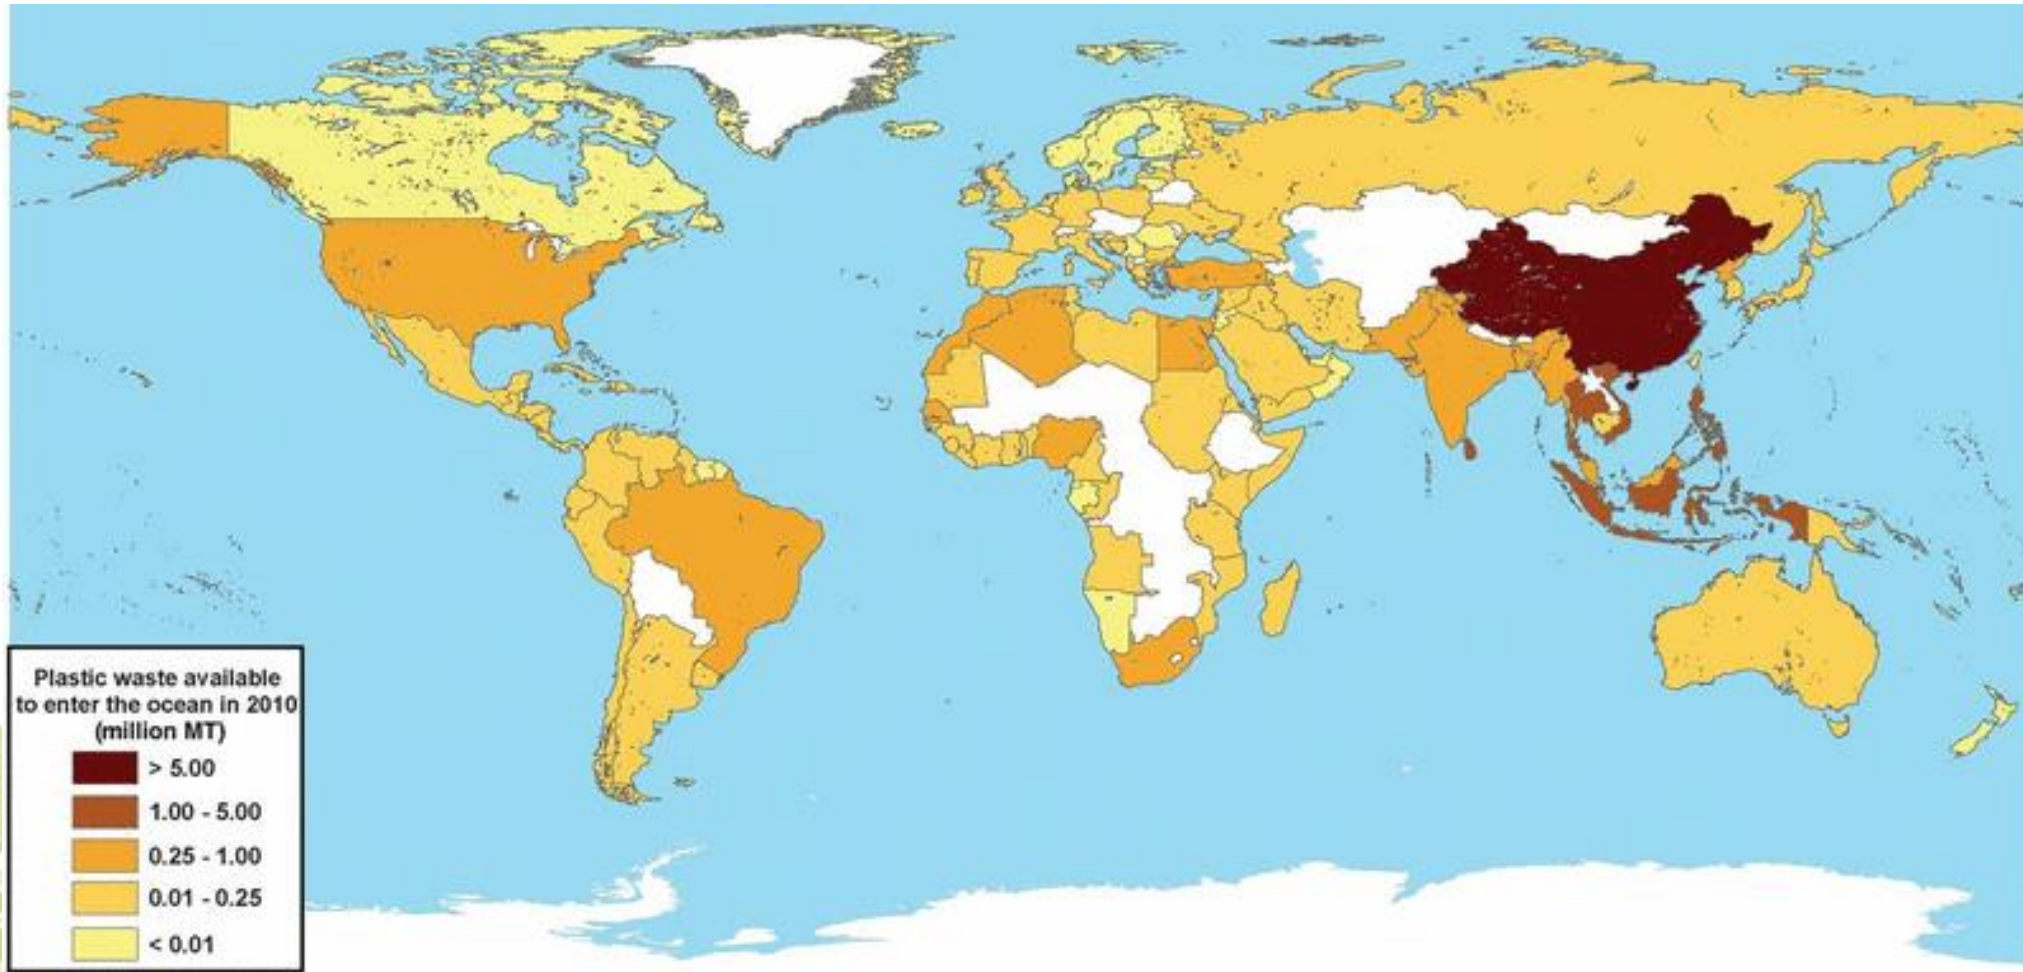 Plastic waste available
to enter the ocean in 2010
(million MT)
> 5.00
1.00 - 5.00
0.25 - 1.00
0.01 - 0.25
< 0.01